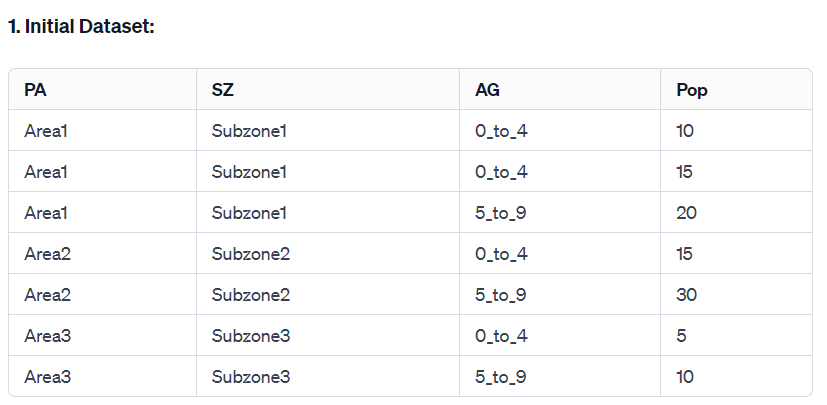 1. Initial Dataset:
PA SZ AG Pop
Area1 Subzone1 0_to_4 10
Area1 Subzone1 0_to_4 15
Area1 Subzone1 5_to_9 20
Area2 Subzone2 0_to_4 15
Area2 Subzone2 5_to_9 30
Area3 Subzone3 0_to_4 5
Area3 Subzone3 5_to_9 10